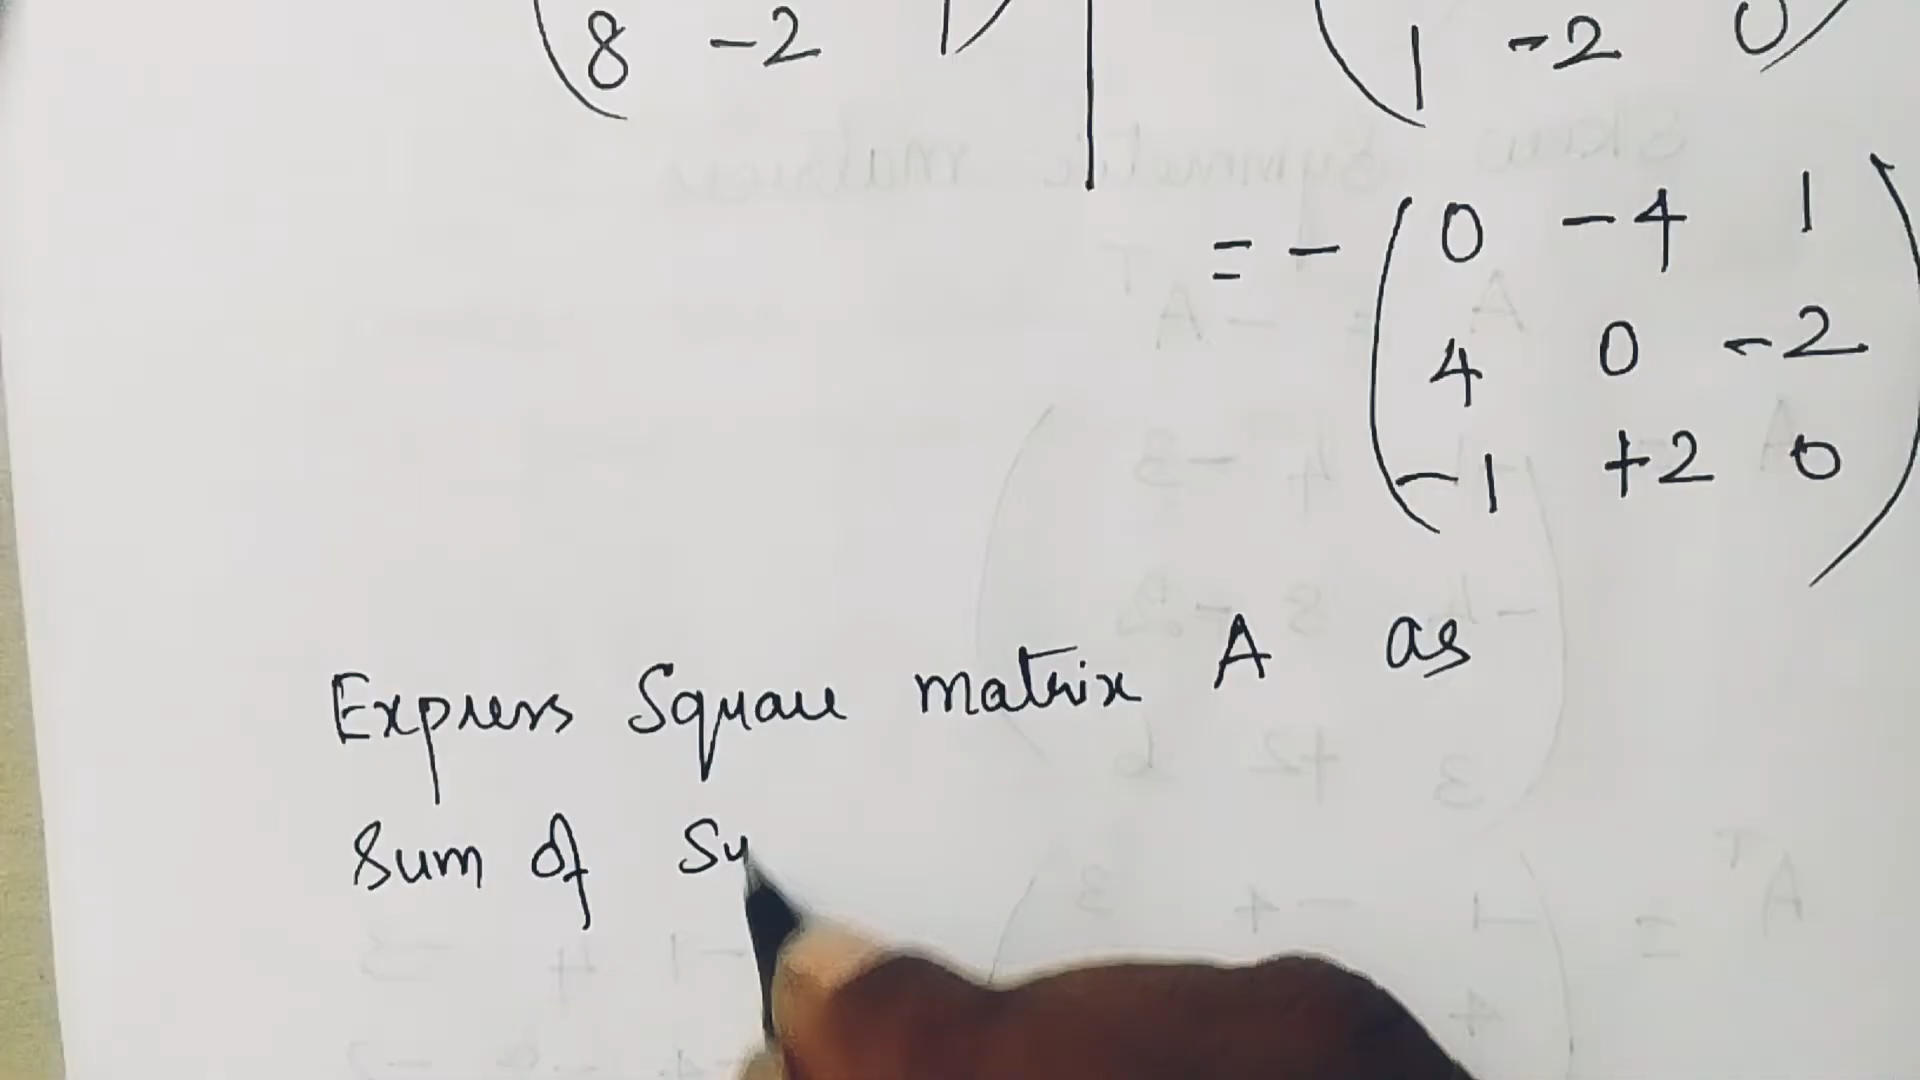 8 -2 1 1 -2 0
= - 0 -4 1
4 0 -2
-1 +2 0
Express Square matrix A as
Sum of Sy